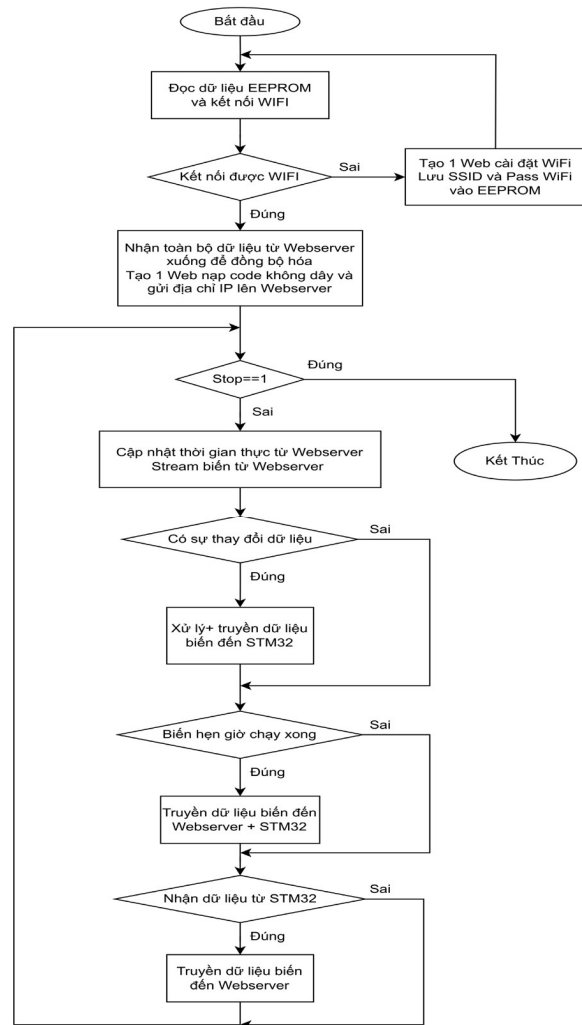 Bắt đầu
Đọc dữ liệu EEPROM
và kết nối WIFI
Kết nối được WIFI
Sai
Tạo 1 Web cài đặt WiFi
Lưu SSID và Pass WiFi
vào EEPROM
Đúng
Nhận toàn bộ dữ liệu từ Webserver
xuống để đồng bộ hóa
Tạo 1 Web nạp code không dây và
gửi địa chỉ IP lên Webserver
Stop==1
Đúng
Sai
Kết Thúc
Cập nhật thời gian thực từ Webserver
Stream biến từ Webserver
Có sự thay đổi dữ liệu
Sai
Đúng
Xử lý+ truyền dữ liệu
biến đến STM32
Biến hẹn giờ chạy xong
Sai
Đúng
Truyền dữ liệu biến đến
Webserver + STM32
Nhận dữ liệu từ STM32
Sai
Đúng
Truyền dữ liệu biến
đến Webserver